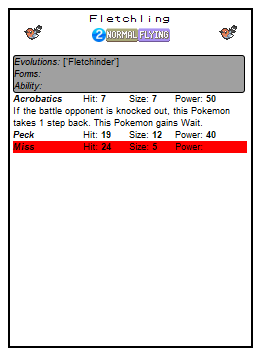 Fletchling
2 NORMAL FLYING
Evolutions: ['Fletchinder']
Forms:
Ability:
Acrobatics Hit: 7 Size: 7 Power: 50
If the battle opponent is knocked out, this Pokemon
takes 1 step back. This Pokemon gains Wait.
Peck Hit: 19 Size: 12 Power: 40
Miss Hit: 24 Size: 5 Power: